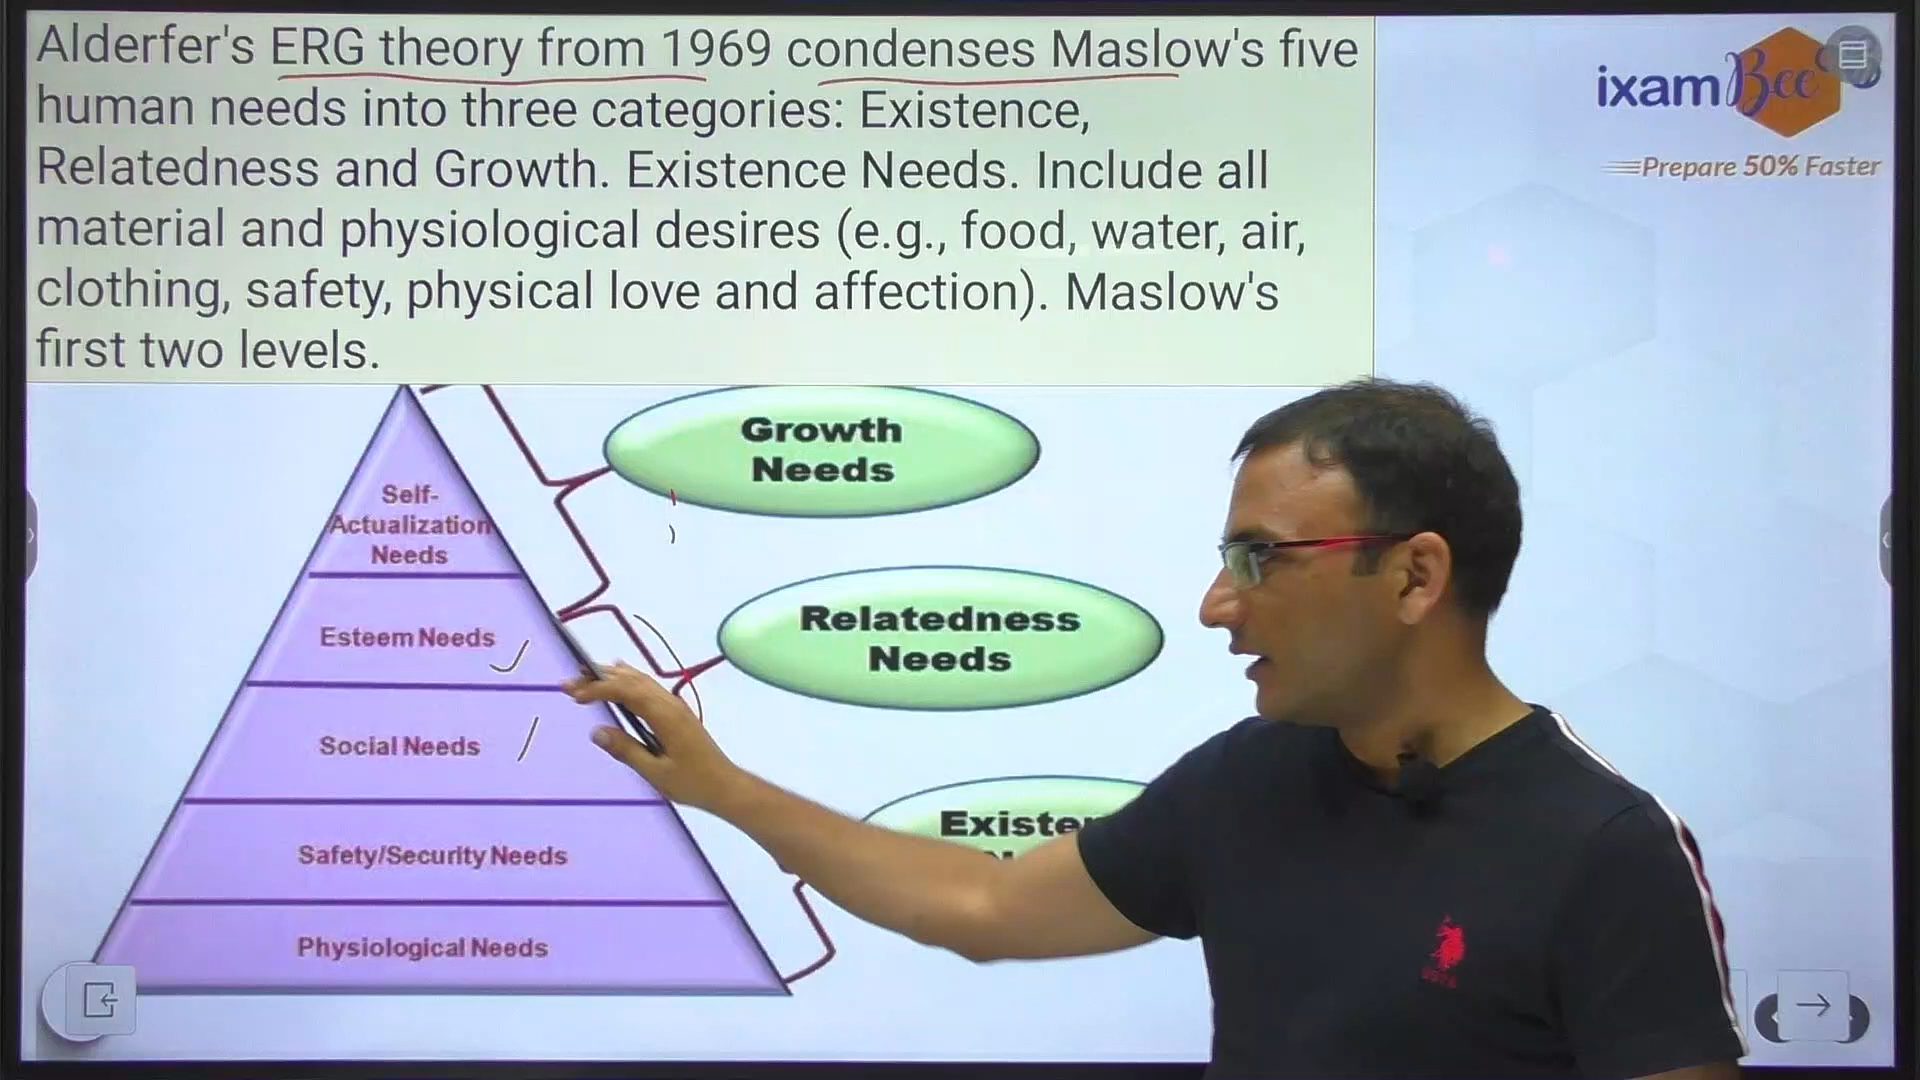 Alderfer's ERG theory from 1969 condenses Maslow's five
human needs into three categories: Existence,
Relatedness and Growth. Existence Needs. Include all
material and physiological desires (e.g., food, water, air,
clothing, safety, physical love and affection). Maslow's
first two levels.
ixamBee
Prepare 50% Faster
Growth
Needs
Self-
Actualization
Needs
Relatedness
Needs
Esteem Needs
Social Needs
Safety/Security Needs
Physiological Needs